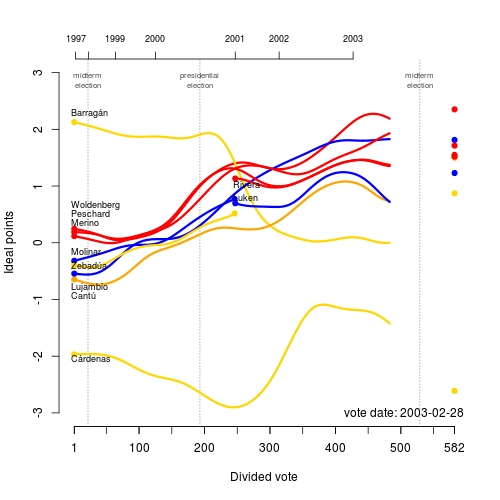 1997 1999 2000 2001 2002 2003
midterm election
presidential election
midterm election
3
2
1
0
-1
-2
-3
Ideal points
Barragán
Woldenberg
Peschard
Merino
Molinar
Zebadúa
Lujambio
Cantú
Cárdenas
Rivera
Luken
vote date: 2003-02-28
1 100 200 300 400 500 582
Divided vote